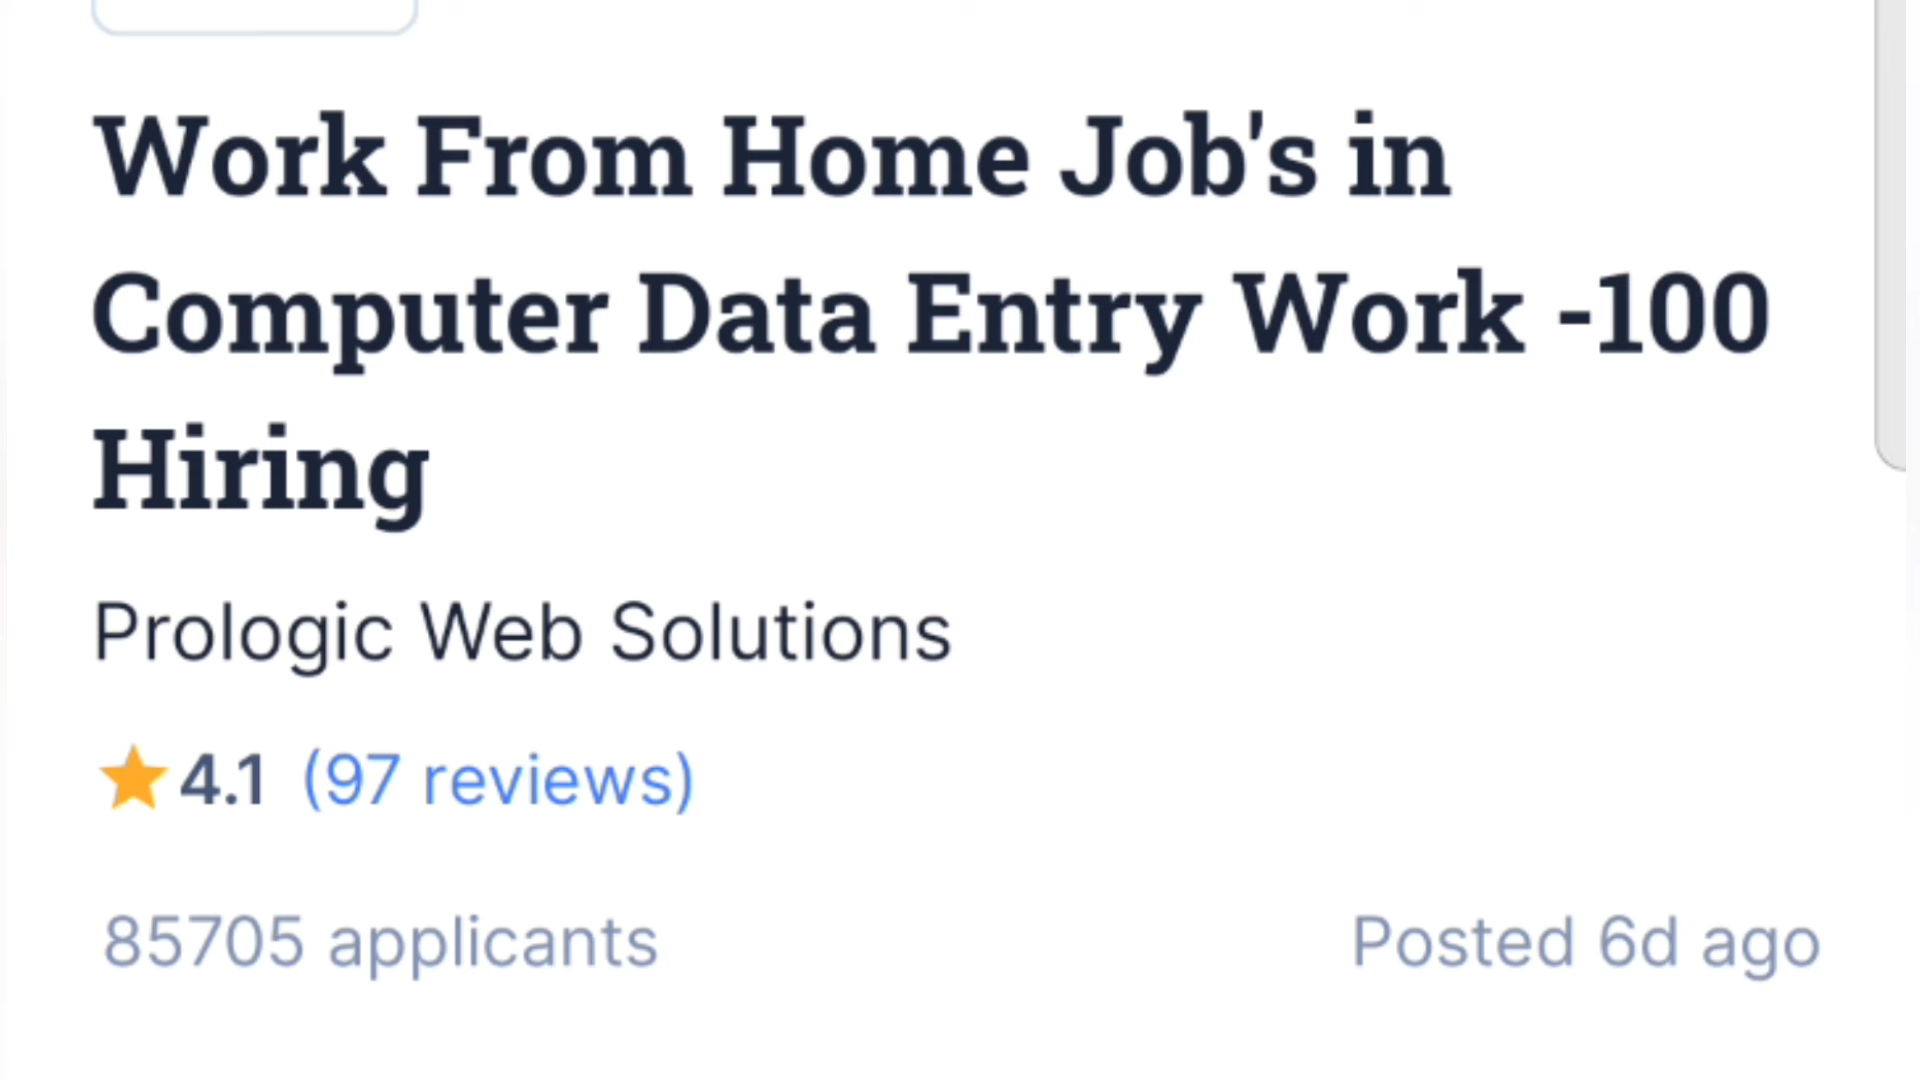 Work From Home Job's in
Computer Data Entry Work -100
Hiring
Prologic Web Solutions
4.1 (97 reviews)
85705 applicants
Posted 6d ago